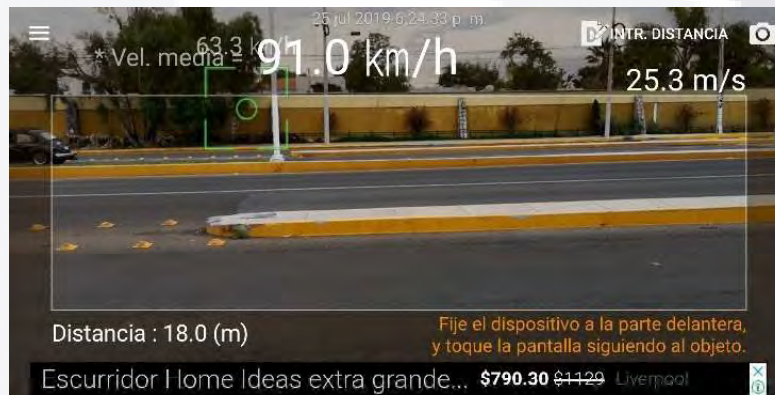 25 jul 2019 6:24:33 p. m.
INTR. DISTANCIA
63.3 km/h
* Vel. media = 91.0 km/h
25.3 m/s
Distancia : 18.0 (m)
Fije el dispositivo a la parte delantera,
y toque la pantalla siguiendo al objeto.
Escurridor Home Ideas extra grande... $790.30 $1129 Liverpool